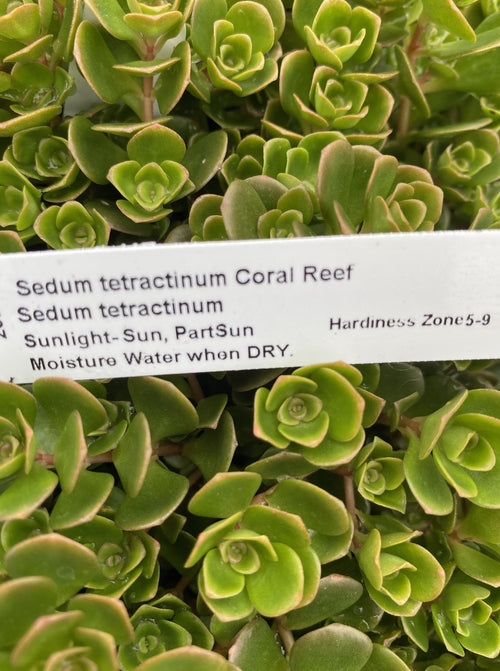 Sedum tetractinum Coral Reef
Sedum tetractinum
Sunlight-Sun, PartSun
Hardiness Zone5-9
Moisture Water when DRY.